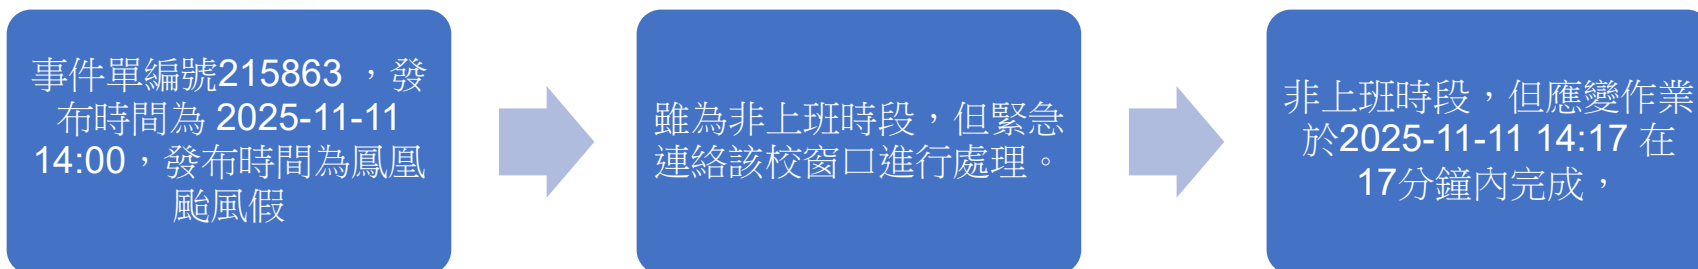 事件單編號215863 ，發
布時間為 2025-11-11
14:00，發布時間為鳳凰
颱風假
雖為非上班時段，但緊急
連絡該校窗口進行處理。
非上班時段，但應變作業
於2025-11-11 14:17 在
17分鐘內完成，